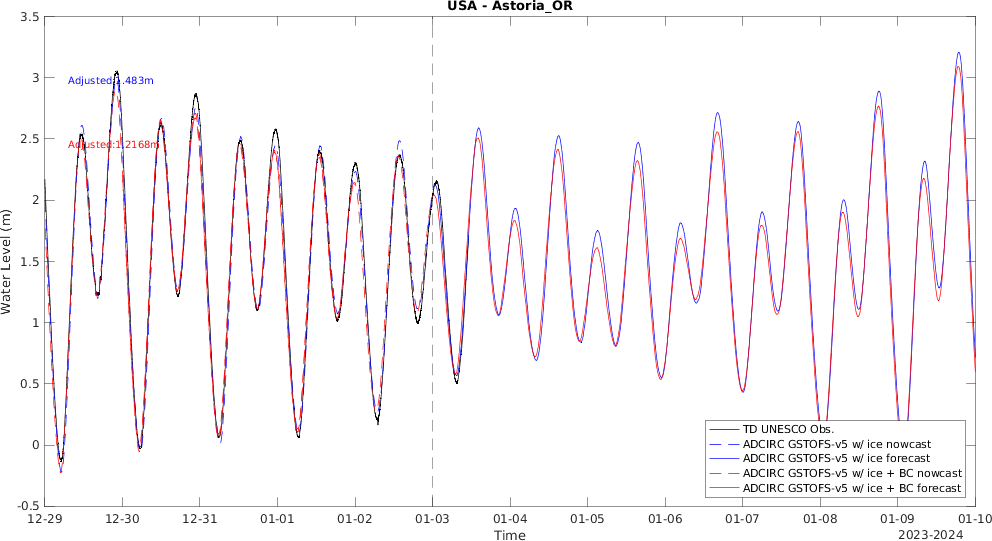 USA - Astoria_OR
3.5
3
2.5
2
1.5
1
0.5
0
-0.5
Water Level (m)
Adjusted:1.483m
Adjusted:1.2168m
TD UNESCO Obs.
ADCIRC GSTOFS-v5 w/ ice nowcast
ADCIRC GSTOFS-v5 w/ ice forecast
ADCIRC GSTOFS-v5 w/ ice + BC nowcast
ADCIRC GSTOFS-v5 w/ ice + BC forecast
12-29 12-30 12-31 01-01 01-02 01-03 01-04 01-05 01-06 01-07 01-08 01-09 01-10
Time
2023-2024